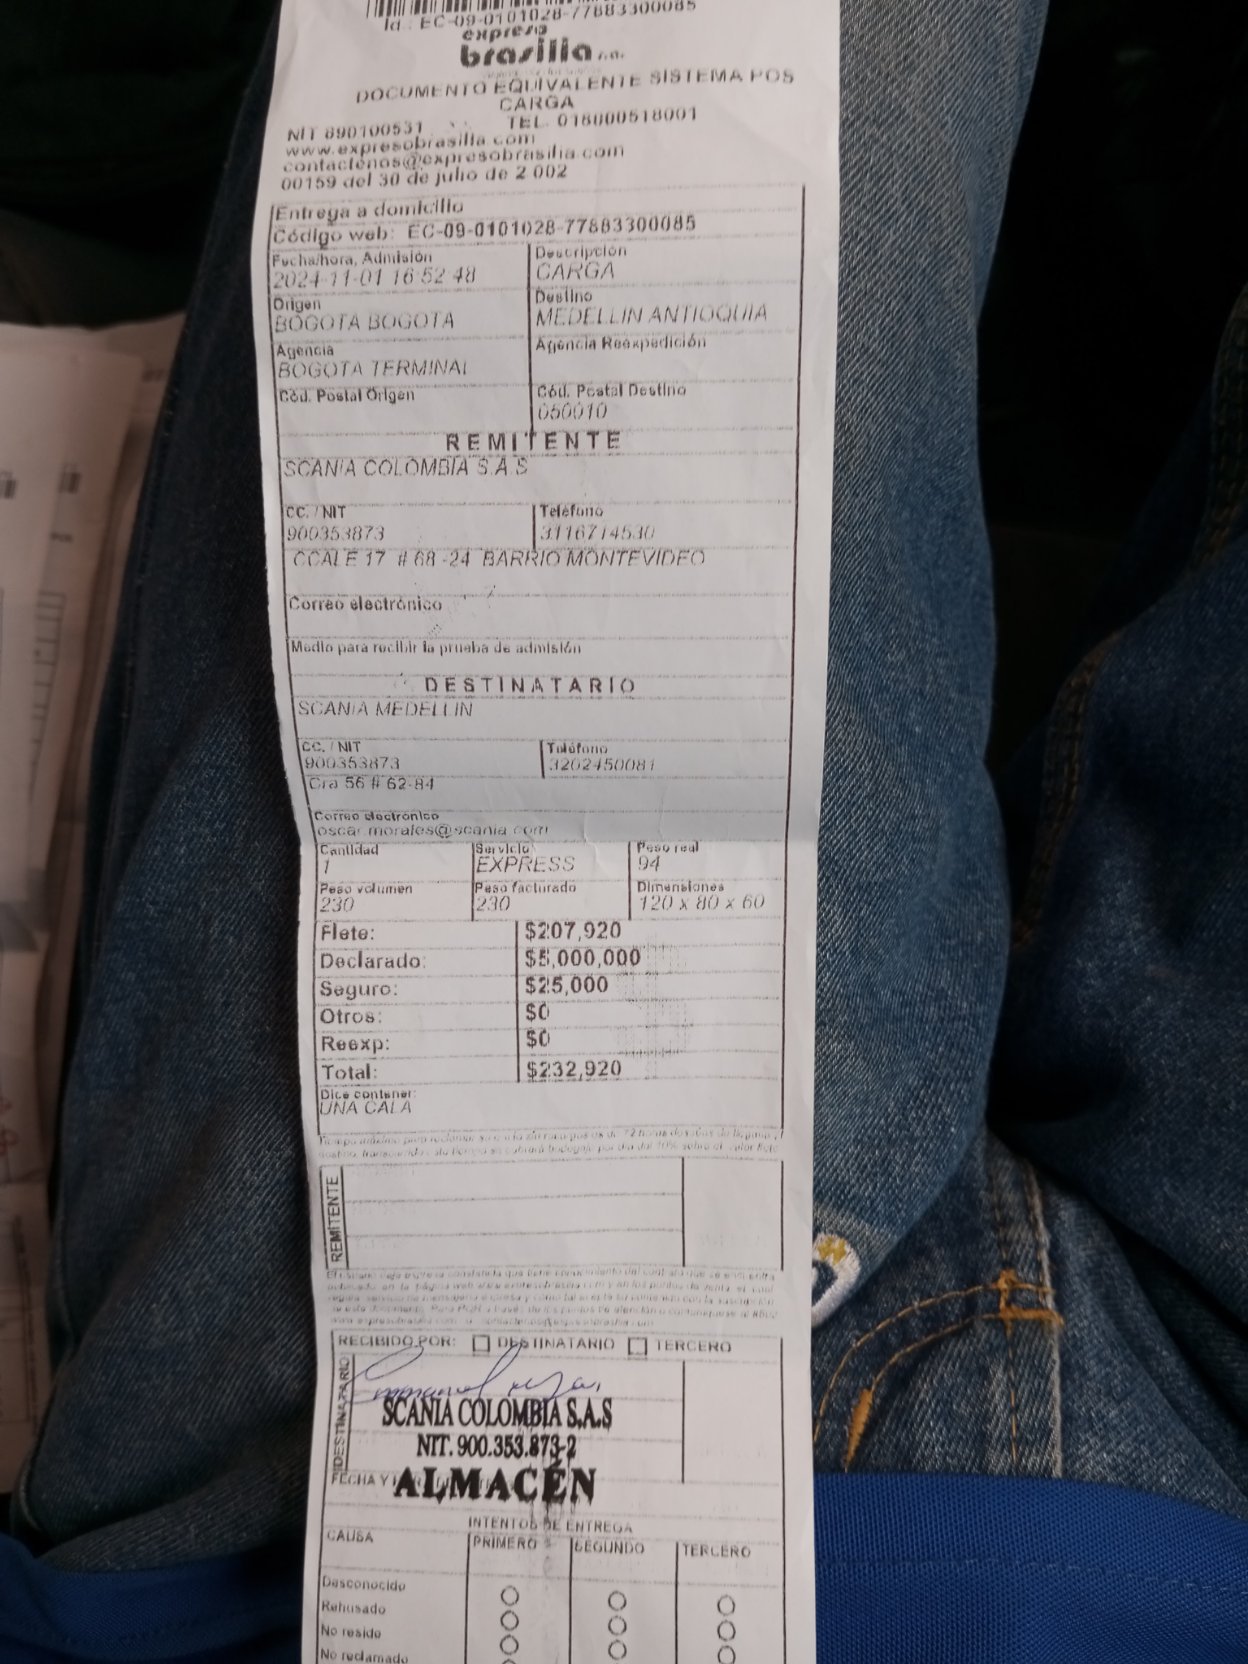 Id.: EC-09-0101028-77883300085
expreso
brasilia s.a.
DOCUMENTO EQUIVALENTE SISTEMA POS
CARGA
NIT 890100531 TEL. 018000518001
www.expresobrasilia.com
contactenos@expresobrasilia.com
00159 del 30 de julio de 2 002
Entrega a domicilio
Código web: EC-09-0101028-77883300085
Fecha/hora, Admisión Descripción
2024-11-01 16:52:48 CARGA
Origen Destino
BOGOTA BOGOTA MEDELLIN ANTIOQUIA
Agencia Agencia Reexpedición
BOGOTA TERMINAL
Cód. Postal Origen Cód. Postal Destino
050010
REMITENTE
SCANIA COLOMBIA S.A.S
CC. / NIT Teléfono
900353873 3116714530
CCALE 17 # 68 -24 BARRIO MONTEVIDEO
Correo electrónico
Medio para recibir la prueba de admisión
DESTINATARIO
SCANIA MEDELLIN
CC. / NIT Teléfono
900353873 3202450081
Cra 56 # 62-84
Correo electrónico
oscar.morales@scania.com
Cantidad Servicio Peso real
1 EXPRESS 94
Peso volumen Peso facturado Dimensiones
230 230 120 x 80 x 60
Flete: $207,920
Declarado: $5,000,000
Seguro: $25,000
Otros: $0
Reexp: $0
Total: $232,920
Dice contener:
UNA CALA
REMITENTE
RECIBIDO POR: DESTINATARIO TERCERO
DESTINATARIO
SCANIA COLOMBIA S.A.S
NIT. 900.353.873-2
FECHA Y
ALMACÉN
INTENTOS DE ENTREGA
CAUSA PRIMERO SEGUNDO TERCERO
Desconocido
Rehusado
No reside
No reclamado